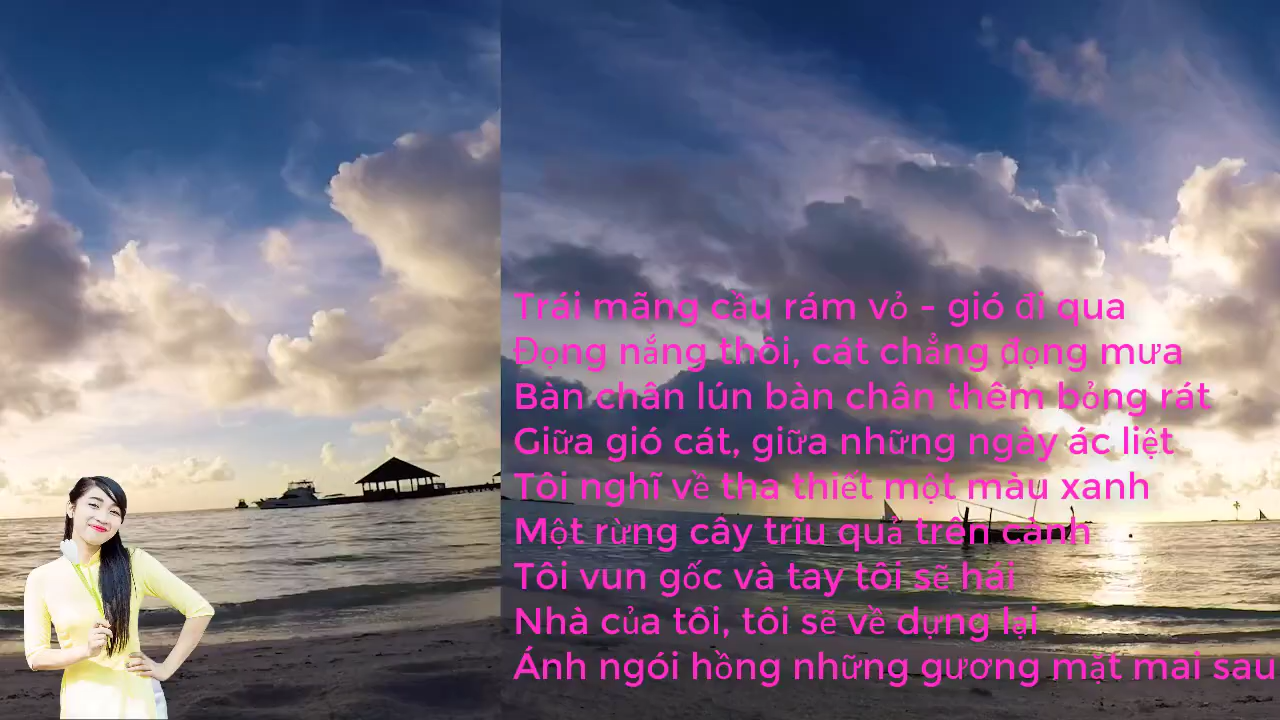 Trái mãng cầu rám vỏ - gió đi qua
Đọng nắng thôi, cát chẳng đọng mưa
Bàn chân lún bàn chân thêm bỏng rát
Giữa gió cát, giữa những ngày ác liệt
Tôi nghĩ về tha thiết một màu xanh
Một rừng cây trĩu quả trên cành
Tôi vun gốc và tay tôi sẽ hái
Nhà của tôi, tôi sẽ về dựng lại
Ánh ngói hồng những gương mặt mai sau